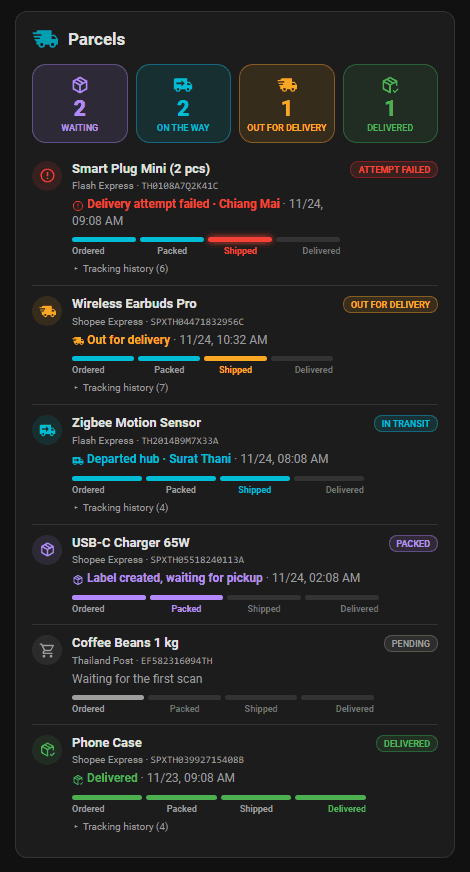 Parcels
2
WAITING
2
ON THE WAY
1
OUT FOR DELIVERY
1
DELIVERED
Smart Plug Mini (2 pcs)
ATTEMPT FAILED
Flash Express · TH0108A7Q2K41C
Delivery attempt failed · Chiang Mai · 11/24,
09:08 AM
Ordered Packed Shipped Delivered
‣ Tracking history (6)
Wireless Earbuds Pro
OUT FOR DELIVERY
Shopee Express · SPXTH04471832956C
Out for delivery · 11/24, 10:32 AM
Ordered Packed Shipped Delivered
‣ Tracking history (7)
Zigbee Motion Sensor
IN TRANSIT
Flash Express · TH2014B9M7X33A
Departed hub · Surat Thani · 11/24, 08:08 AM
Ordered Packed Shipped Delivered
‣ Tracking history (4)
USB-C Charger 65W
PACKED
Shopee Express · SPXTH05518240113A
Label created, waiting for pickup · 11/24, 02:08 AM
Ordered Packed Shipped Delivered
Coffee Beans 1 kg
PENDING
Thailand Post · EF582316094TH
Waiting for the first scan
Ordered Packed Shipped Delivered
Phone Case
DELIVERED
Shopee Express · SPXTH03992715408B
Delivered · 11/23, 09:08 AM
Ordered Packed Shipped Delivered
‣ Tracking history (4)